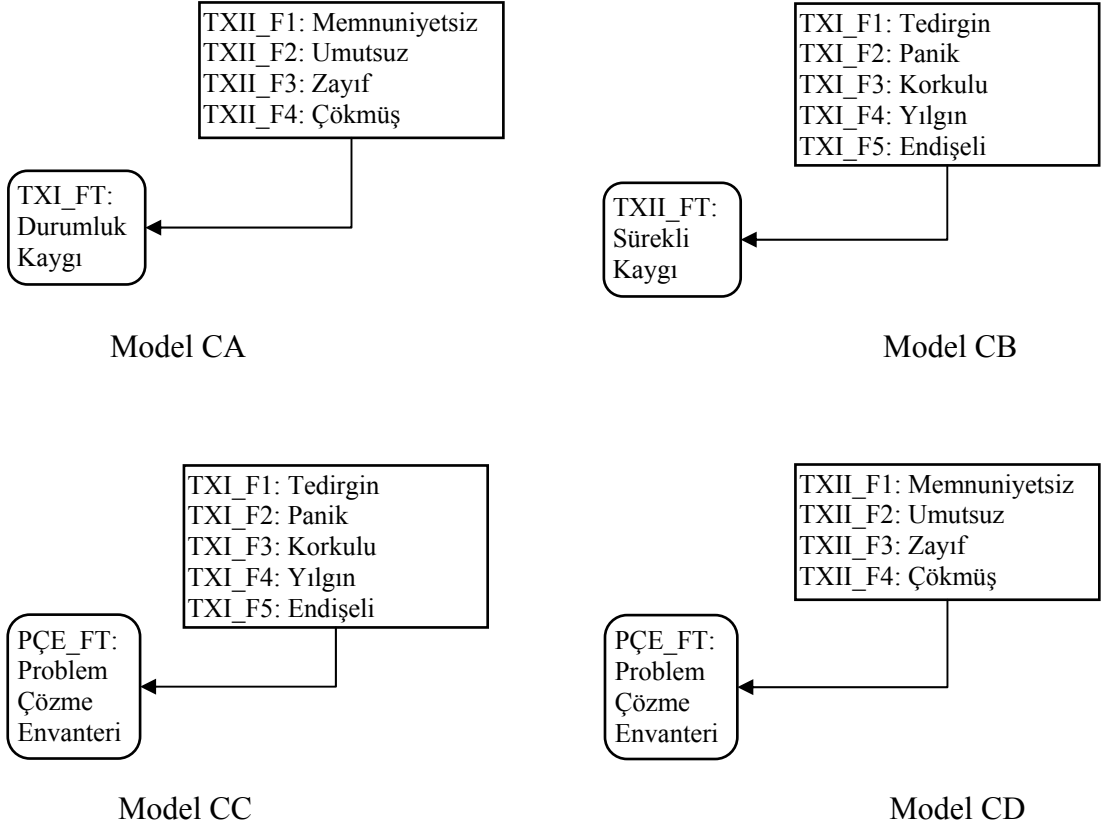 TXII_F1: Memnuniyetsiz
TXII_F2: Umutsuz
TXII_F3: Zayıf
TXII_F4: Çökmüş
TXI_FT:
Durumluk
Kaygı
Model CA
TXI_F1: Tedirgin
TXI_F2: Panik
TXI_F3: Korkulu
TXI_F4: Yılgın
TXI_F5: Endişeli
TXII_FT:
Sürekli
Kaygı
Model CB
TXI_F1: Tedirgin
TXI_F2: Panik
TXI_F3: Korkulu
TXI_F4: Yılgın
TXI_F5: Endişeli
PÇE_FT:
Problem
Çözme
Envanteri
Model CC
TXII_F1: Memnuniyetsiz
TXII_F2: Umutsuz
TXII_F3: Zayıf
TXII_F4: Çökmüş
PÇE_FT:
Problem
Çözme
Envanteri
Model CD